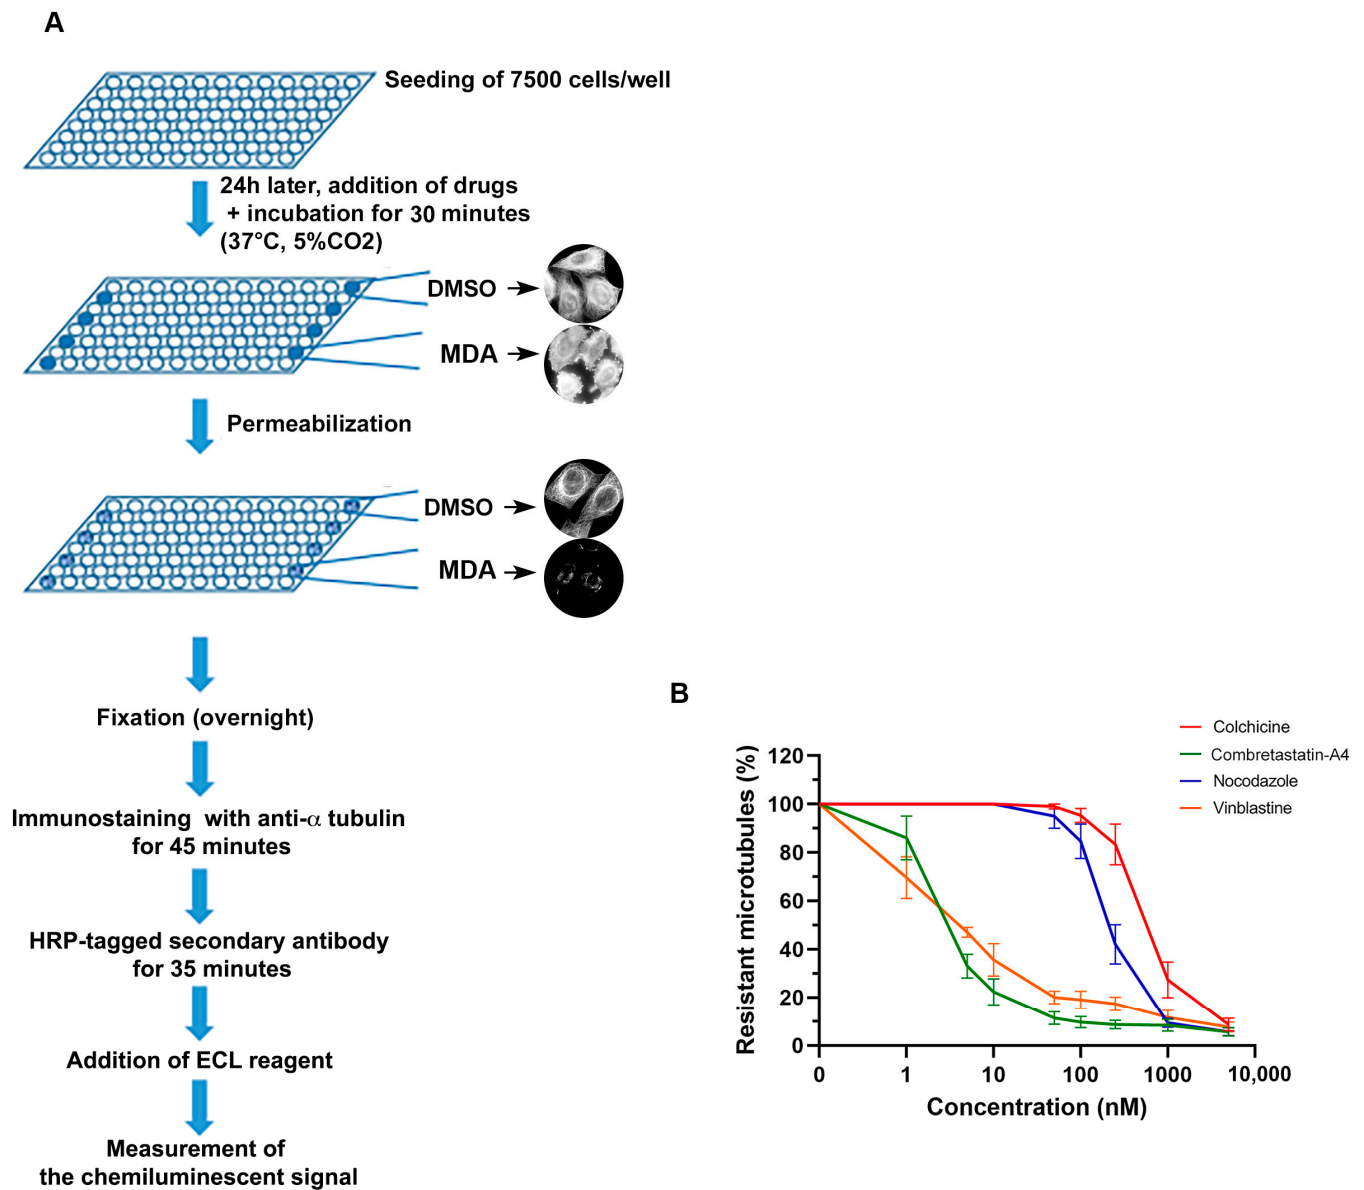 A
Seeding of 7500 cells/well
24h later, addition of drugs
+ incubation for 30 minutes
(37°C, 5%CO2)
DMSO
MDA
Permeabilization
DMSO
MDA
Fixation (overnight)
Immunostaining with anti-α tubulin
for 45 minutes
HRP-tagged secondary antibody
for 35 minutes
Addition of ECL reagent
Measurement of
the chemiluminescent signal
B
Colchicine
Combretastatin-A4
Nocodazole
Vinblastine
Resistant microtubules (%)
120
100
80
60
40
20
0
0 1 10 100 1000 10,000
Concentration (nM)